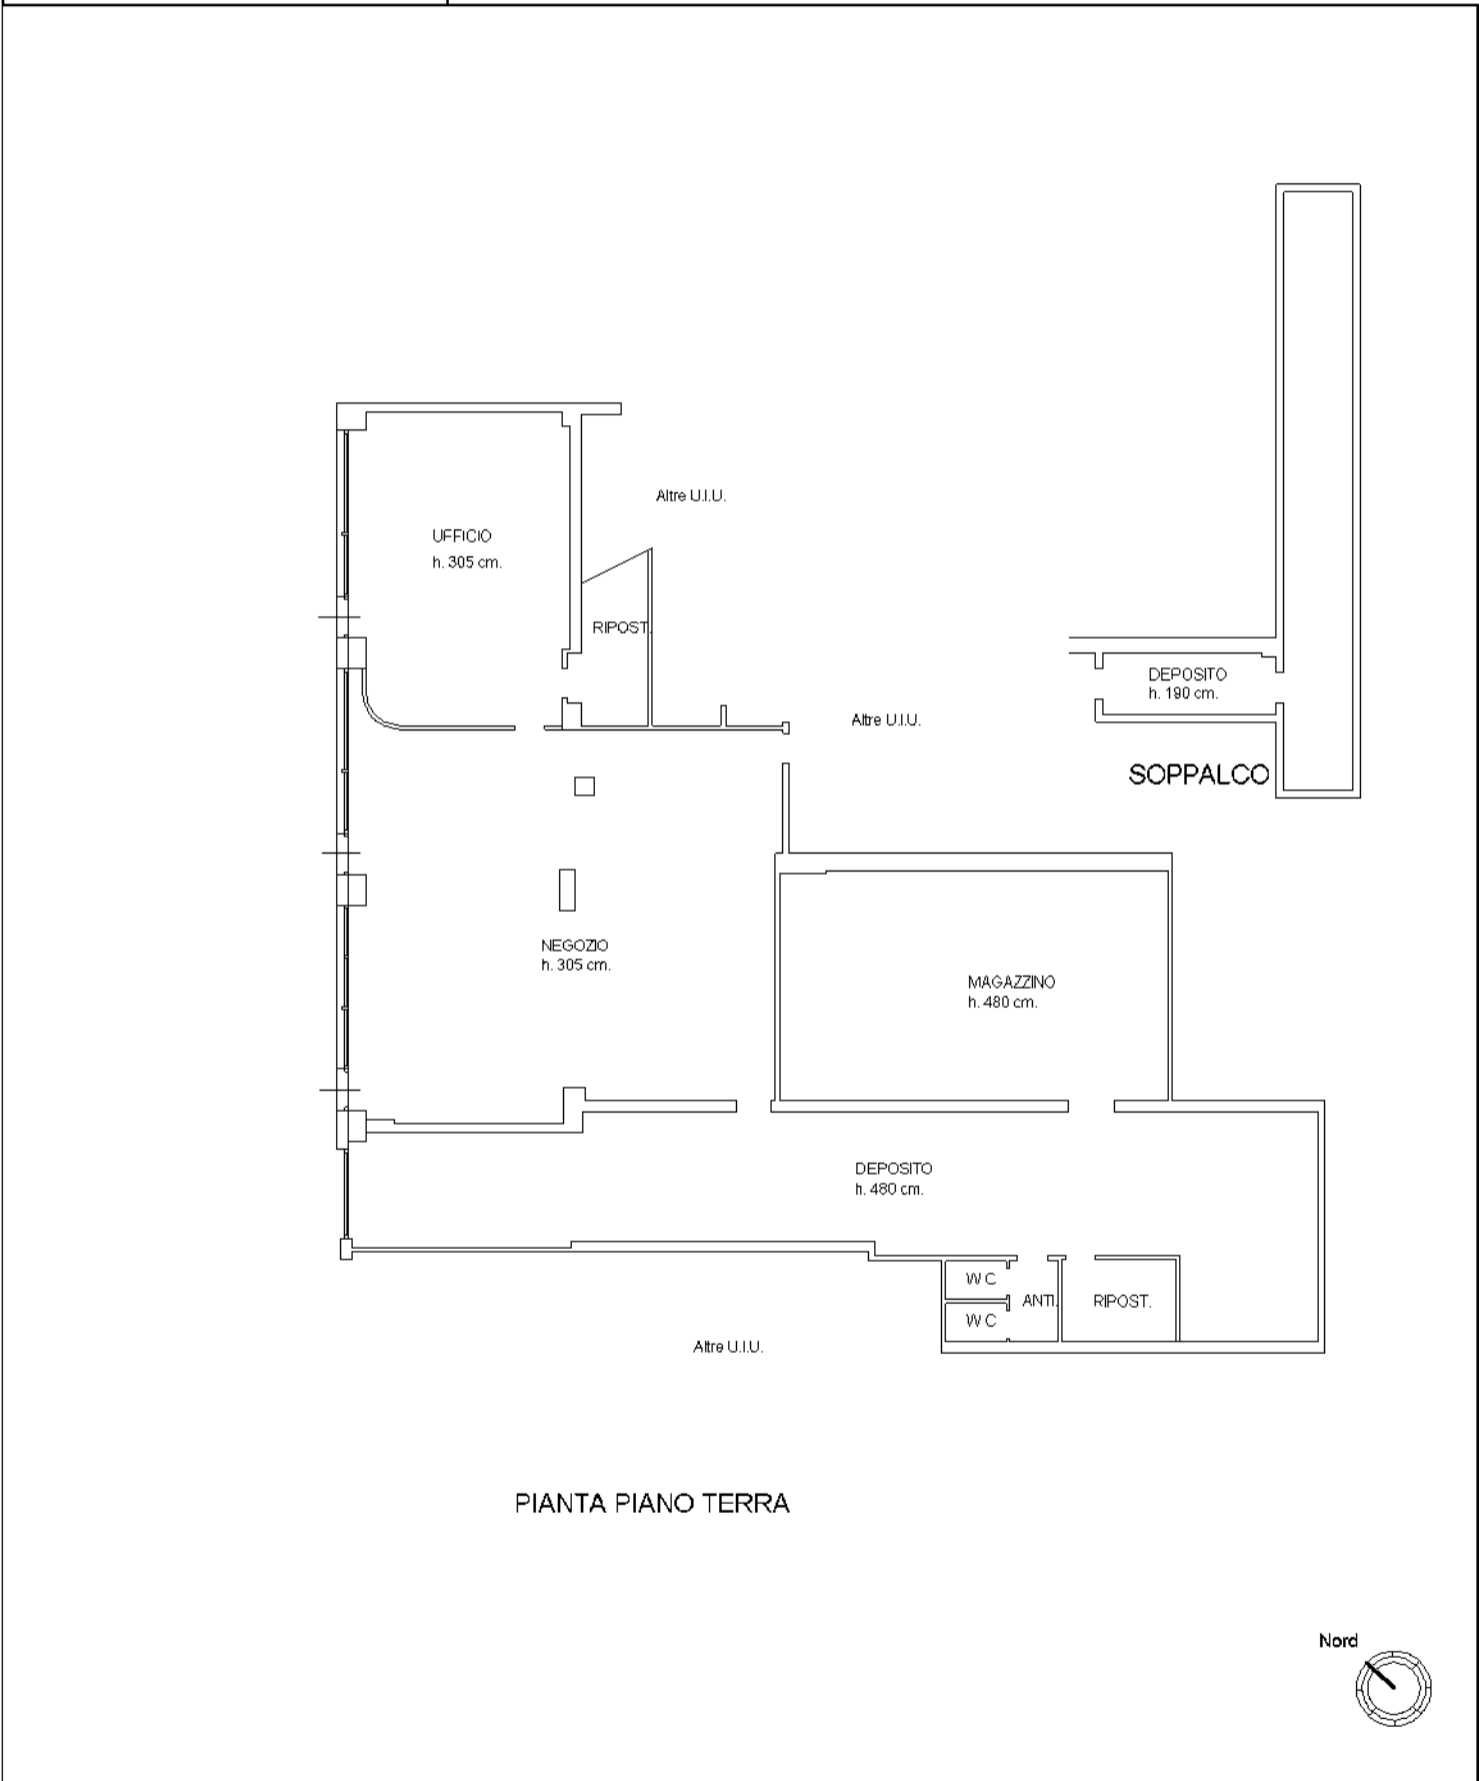 Altre U.I.U.
UFFICIO
h. 305 cm.
RIPOST.
DEPOSITO
h. 190 cm.
Altre U.I.U.
SOPPALCO
NEGOZIO
h. 305 cm.
MAGAZZINO
h. 480 cm.
DEPOSITO
h. 480 cm.
W C
ANTI.
RIPOST.
W C
Altre U.I.U.
PIANTA PIANO TERRA
Nord